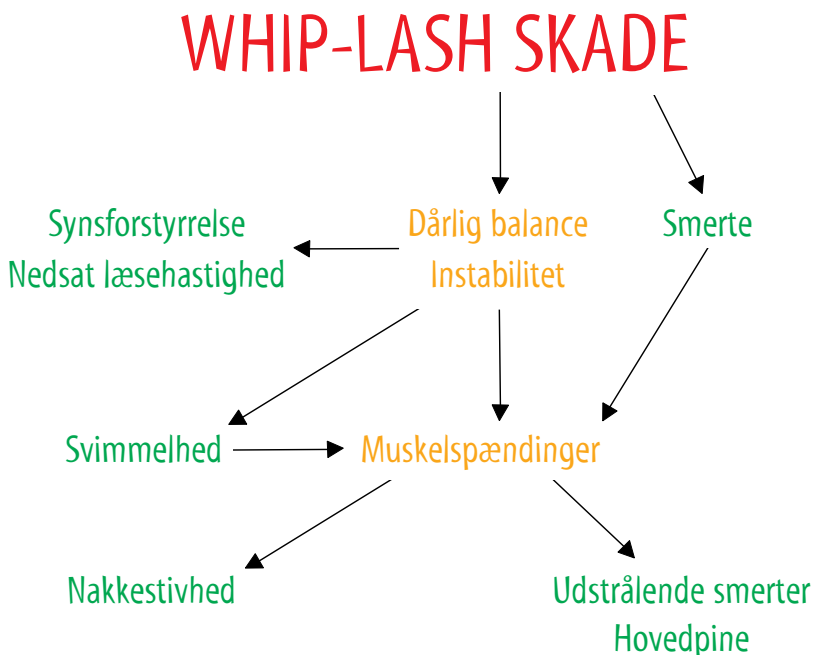 WHIP-LASH SKADE
Synsforstyrrelse
Nedsat læsehastighed
Dårlig balance
Instabilitet
Smerte
Svimmelhed
Muskelspændinger
Nakkestivhed
Udstrålende smerter
Hovedpine